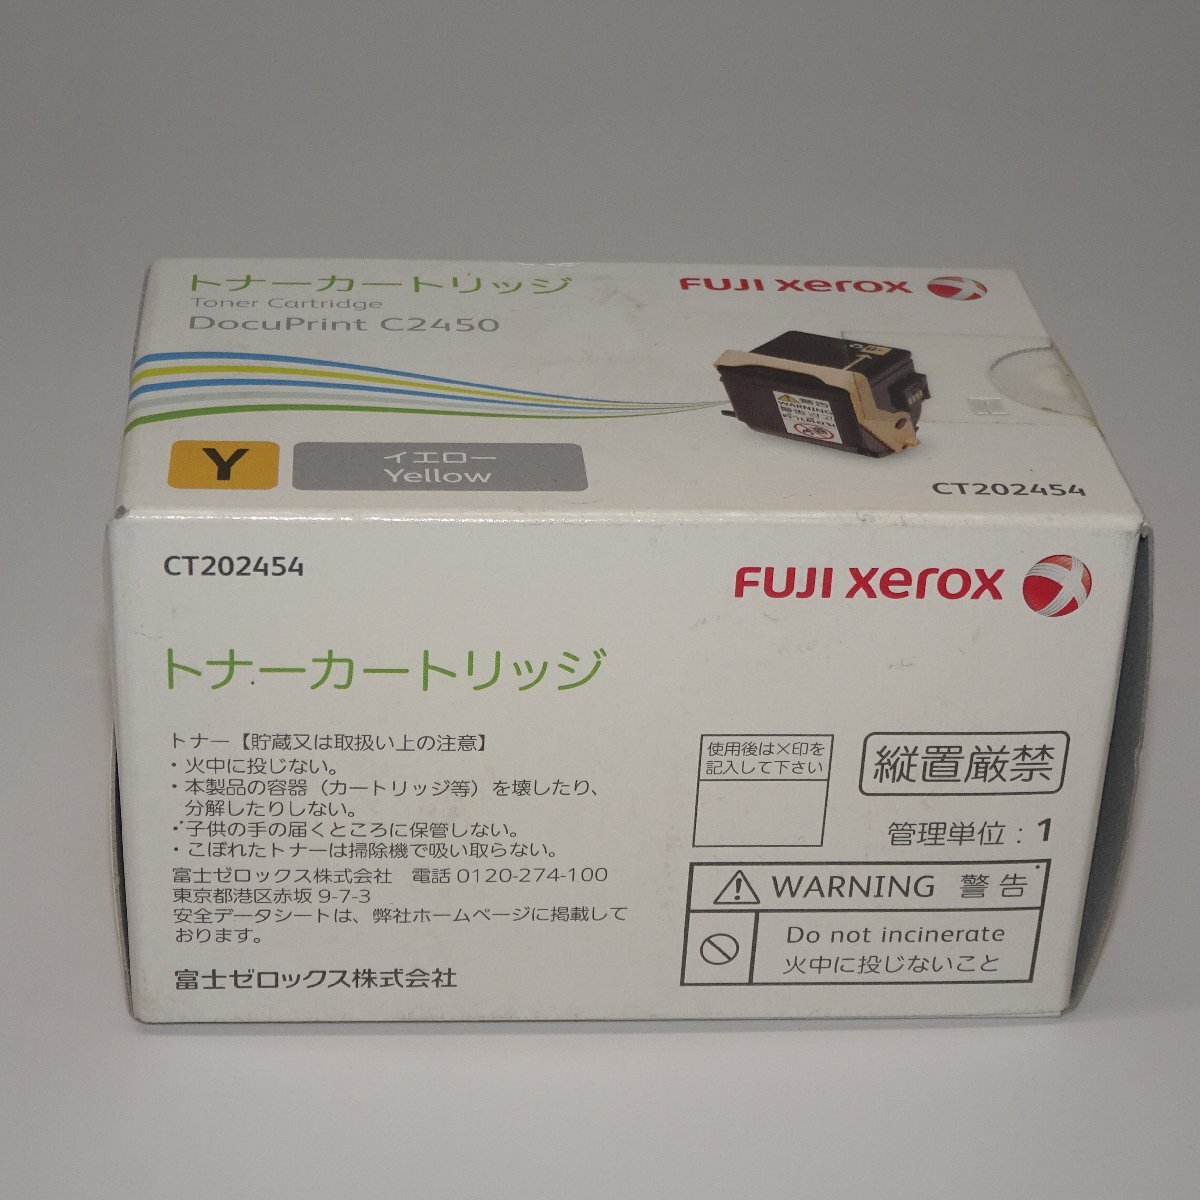 トナーカートリッジ
Toner Cartridge
DocuPrint C2450
FUJI xerox
WARNING
Y
イエロー
Yellow
CT202454
CT202454
FUJI xerox
トナーカートリッジ
トナー【貯蔵又は取扱い上の注意】
・火中に投じない。
・本製品の容器（カートリッジ等）を壊したり、
分解したりしない。
・子供の手の届くところに保管しない。
・こぼれたトナーは掃除機で吸い取らない。
富士ゼロックス株式会社 電話 0120-274-100
東京都港区赤坂 9-7-3
安全データシートは、弊社ホームページに掲載して
おります。
富士ゼロックス株式会社
使用後は×印を
記入して下さい
縦置厳禁
管理単位：1
WARNING 警告
Do not incinerate
火中に投じないこと